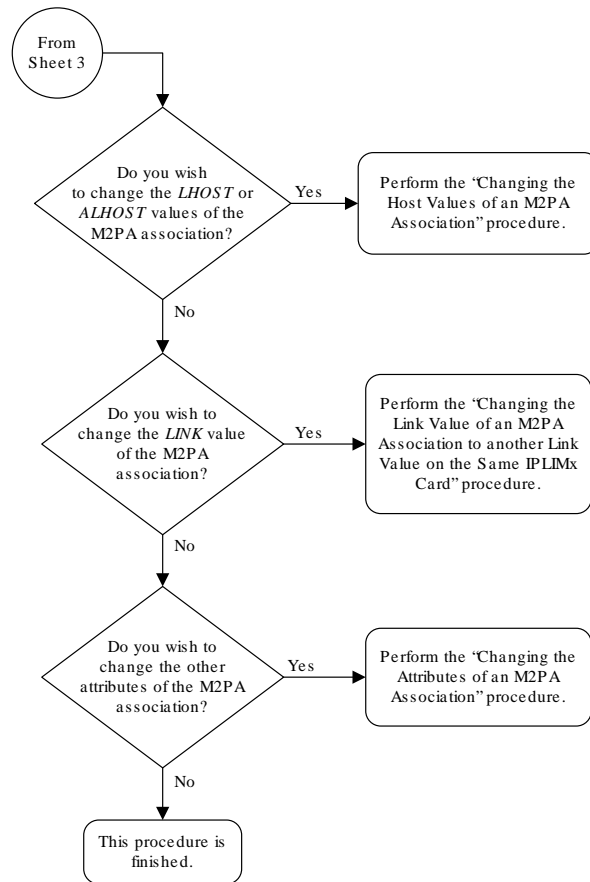 From
Sheet 3
Do you wish
to change the LHOST or
ALHOST values of the
M2PA association?
Yes
Perform the “Changing the
Host Values of an M2PA
Association” procedure.
No
Do you wish to
change the LINK value
of the M2PA
association?
Yes
Perform the “Changing the
Link Value of an M2PA
Association to another Link
Value on the Same IPLIMx
Card” procedure.
No
Do you wish to
change the other
attributes of the M2PA
association?
Yes
Perform the “Changing the
Attributes of an M2PA
Association” procedure.
No
This procedure is
finished.